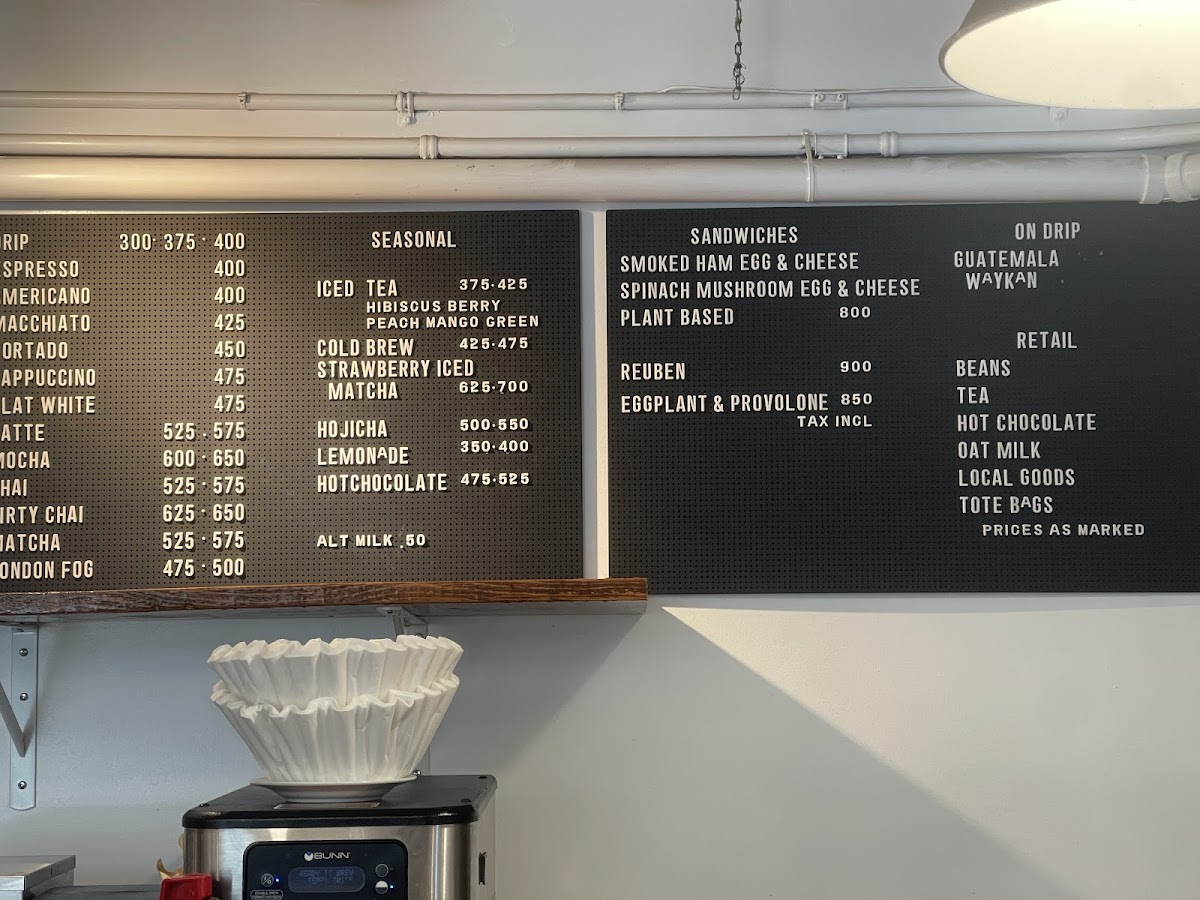 RIP 300·375·400
SPRESSO 400
MERICANO 400
MACCHIATO 425
ORTADO 450
APPUCCINO 475
LAT WHITE 475
ATTE 525.575
MOCHA 600·650
HAI 525·575
IRTY CHAI 625·650
MATCHA 525·575
ONDON FOG 475·500
SEASONAL
ICED TEA 375·425
HIBISCUS BERRY
PEACH MANGO GREEN
COLD BREW 425·475
STRAWBERRY ICED
MATCHA 625·700
HOJICHA 500·550
LEMONADE 350·400
HOTCHOCOLATE 475·525
ALT MILK .50
SANDWICHES
SMOKED HAM EGG & CHEESE
SPINACH MUSHROOM EGG & CHEESE
PLANT BASED 800
REUBEN 900
EGGPLANT & PROVOLONE 850
TAX INCL
ON DRIP
GUATEMALA
WAYKAN
RETAIL
BEANS
TEA
HOT CHOCOLATE
OAT MILK
LOCAL GOODS
TOTE BAGS
PRICES AS MARKED
BUNN
READY TO BREW